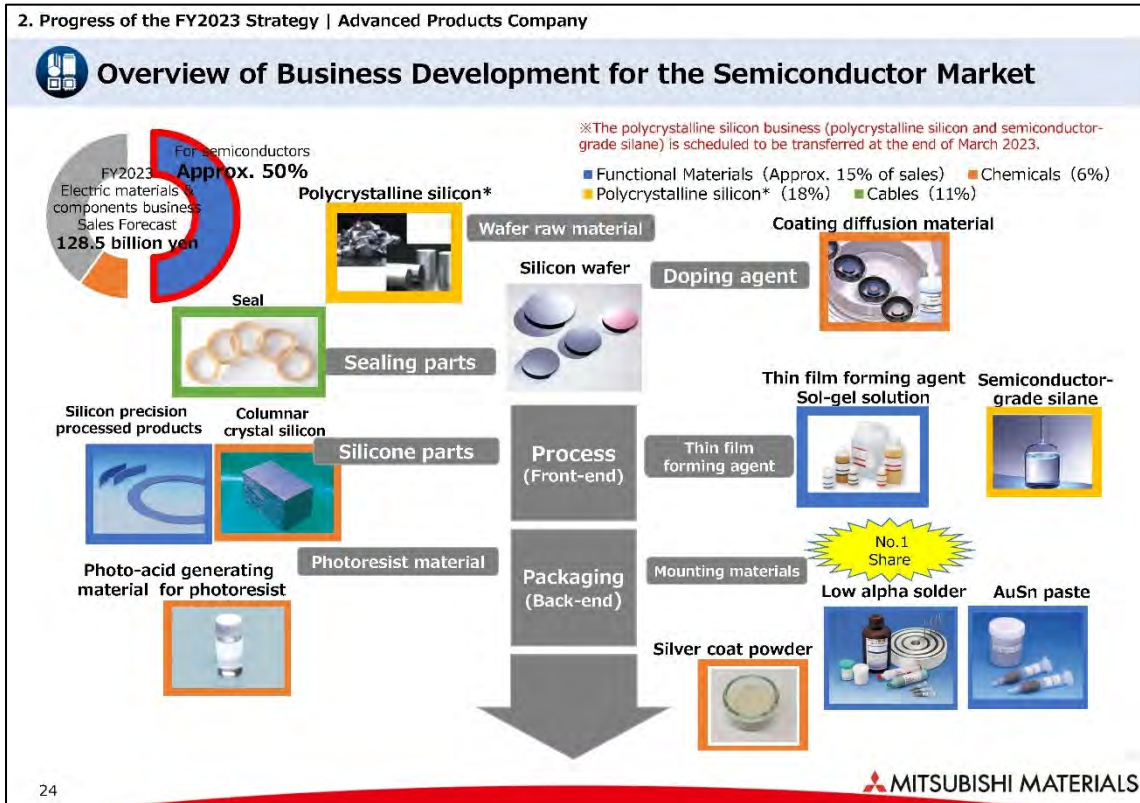 2. Progress of the FY2023 Strategy | Advanced Products Company
Overview of Business Development for the Semiconductor Market
For semiconductors
Approx. 50%
FY2023
Electric materials &
components business
Sales Forecast
128.5 billion yen
※The polycrystalline silicon business (polycrystalline silicon and semiconductor-
grade silane) is scheduled to be transferred at the end of March 2023.
Functional Materials (Approx. 15% of sales) Chemicals (6%)
Polycrystalline silicon* (18%) Cables (11%)
Polycrystalline silicon*
Wafer raw material
Coating diffusion material
Silicon wafer
Doping agent
Seal
Sealing parts
Thin film forming agent
Sol-gel solution
Semiconductor-
grade silane
Silicon precision
processed products
Columnar
crystal silicon
Silicone parts
Process
(Front-end)
Thin film
forming agent
No.1
Share
Photoresist material
Packaging
(Back-end)
Mounting materials
Photo-acid generating
material for photoresist
Low alpha solder
AuSn paste
Silver coat powder
24
MITSUBISHI MATERIALS